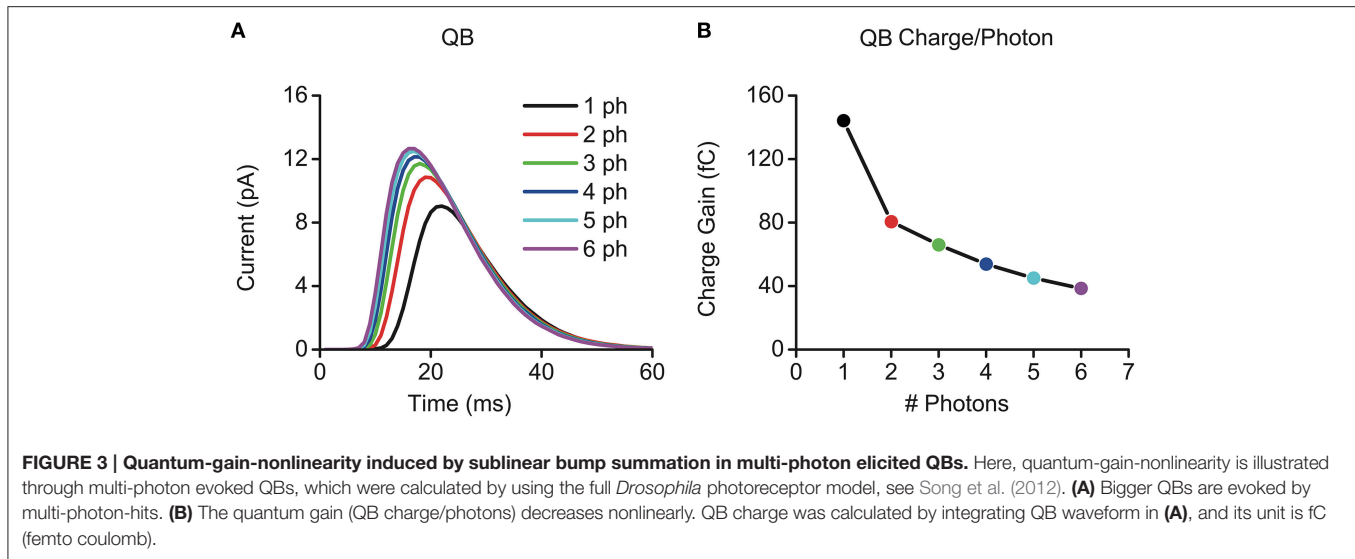 A
QB
16
12
8
4
0
Current (pA)
0
20
40
60
Time (ms)
1 ph
2 ph
3 ph
4 ph
5 ph
6 ph
B
QB Charge/Photon
160
120
80
40
0
Charge Gain (fC)
0
1
2
3
4
5
6
7
# Photons
FIGURE 3 | Quantum-gain-nonlinearity induced by sublinear bump summation in multi-photon elicited QBs. Here, quantum-gain-nonlinearity is illustrated
through multi-photon evoked QBs, which were calculated by using the full Drosophila photoreceptor model, see Song et al. (2012). (A) Bigger QBs are evoked by
multi-photon-hits. (B) The quantum gain (QB charge/photons) decreases nonlinearly. QB charge was calculated by integrating QB waveform in (A), and its unit is fC
(femto coulomb).